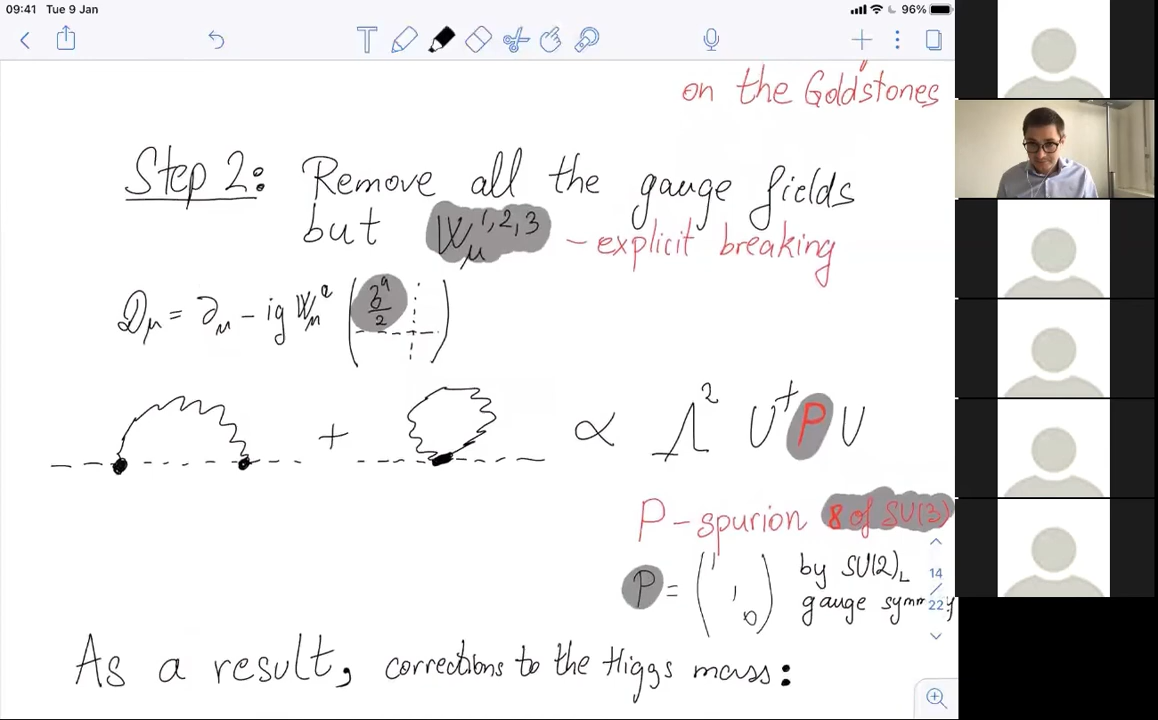 09:41 Tue 9 Jan 96%
on the Goldstones
Step 2: Remove all the gauge fields
but W_μ^{1,2,3} – explicit breaking
𝒟_μ = ∂_μ – ig W_μ^a ( σ^a/2 )
+ ∝ Λ² U† P U
P – spurion 8 of SU(3)
P = ( 1 1 0 ) by SU(2)_L
gauge symm y
14
/
22
As a result, corrections to the Higgs mass: